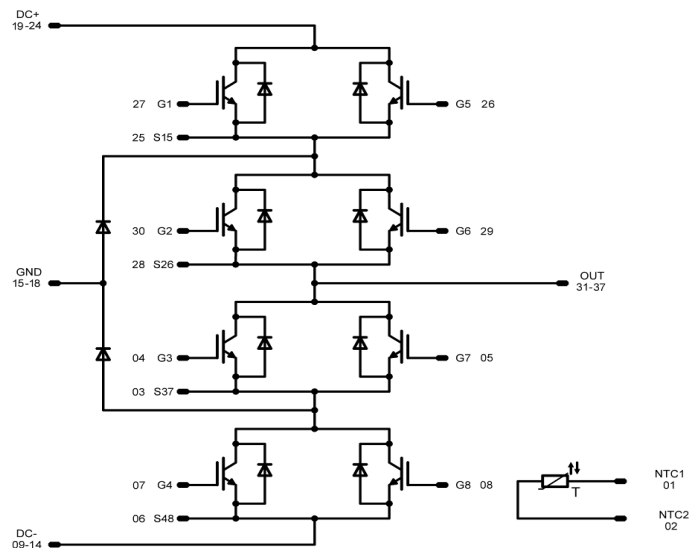 DC+
19-24
27 G1
G5 26
25 S15
30 G2
G6 29
28 S26
GND
15-18
OUT
31-37
04 G3
G7 05
03 S37
07 G4
G8 08
T
NTC1
01
06 S48
NTC2
02
DC-
09-14